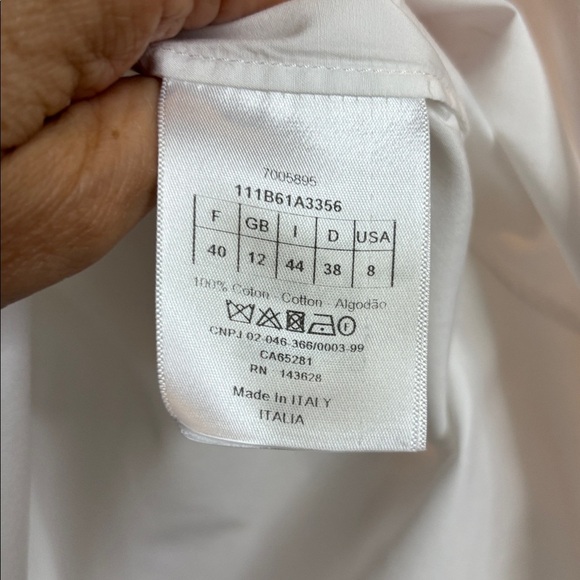 7005895
111B61A3356
F GB I D USA
40 12 44 38 8
100% Coton - Cotton - Algodão
F
CNPJ 02-046-366/0003-99
CA65281
RN 143628
Made In ITALY
ITALIA